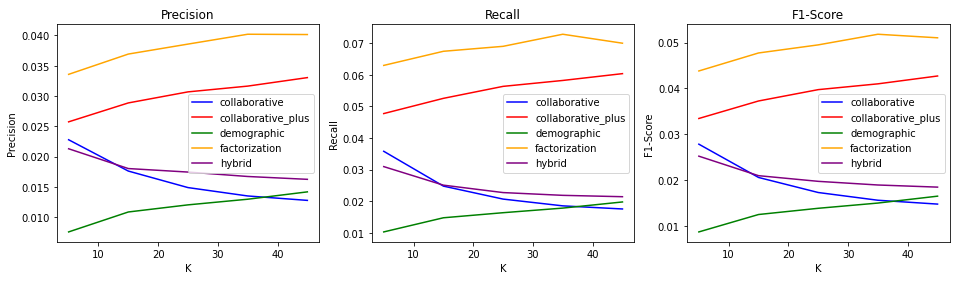 Precision
Precision
0.040
0.035
0.030
0.025
0.020
0.015
0.010
collaborative
collaborative_plus
demographic
factorization
hybrid
10
20
30
40
K
Recall
Recall
0.07
0.06
0.05
0.04
0.03
0.02
0.01
collaborative
collaborative_plus
demographic
factorization
hybrid
10
20
30
40
K
F1-Score
F1-Score
0.05
0.04
0.03
0.02
0.01
collaborative
collaborative_plus
demographic
factorization
hybrid
10
20
30
40
K